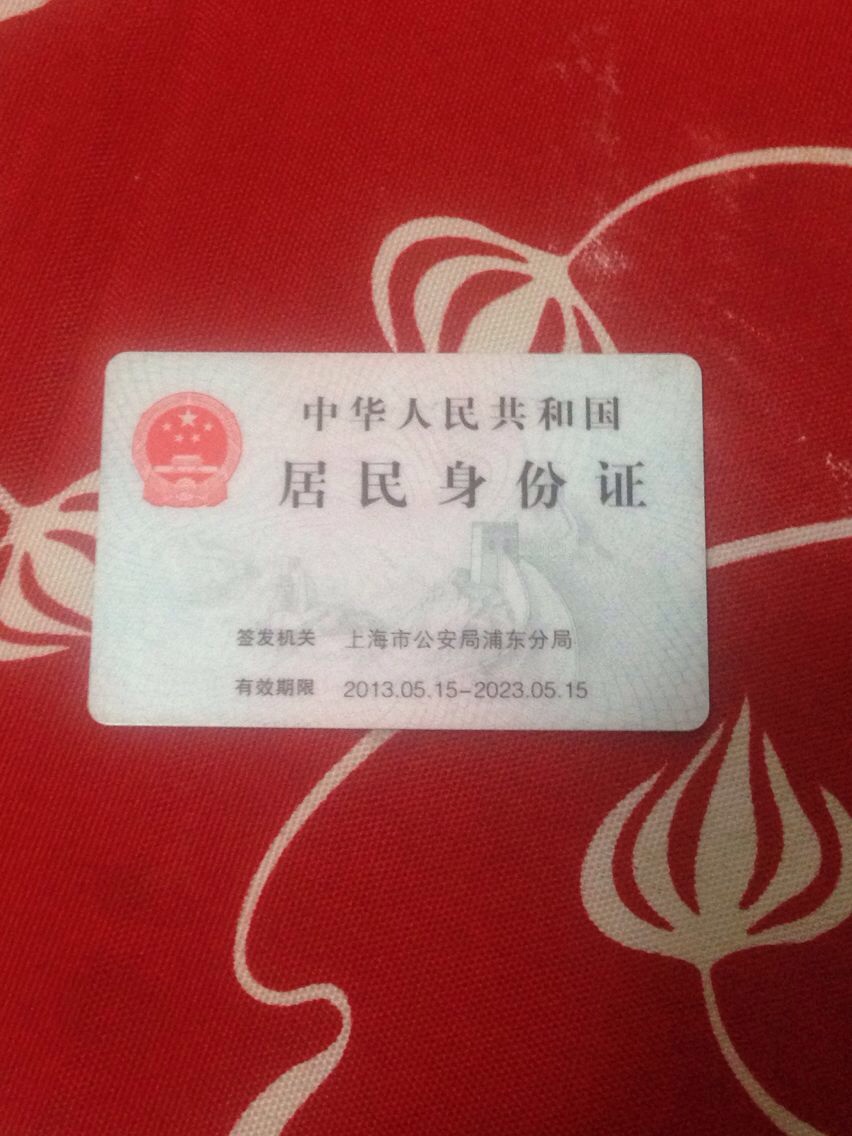 中华人民共和国
居民身份证
签发机关 上海市公安局浦东分局
有效期限 2013.05.15-2023.05.15